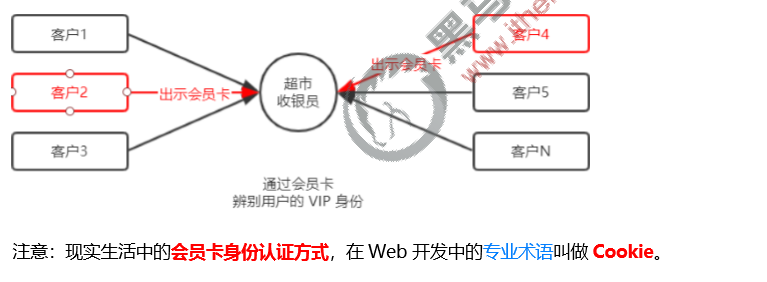 客户1
客户2
客户3
出示会员卡
超市
收银员
出示会员卡
客户4
客户5
客户N
通过会员卡
辨别用户的 VIP 身份
注意：现实生活中的会员卡身份认证方式，在 Web 开发中的专业术语叫做 Cookie。